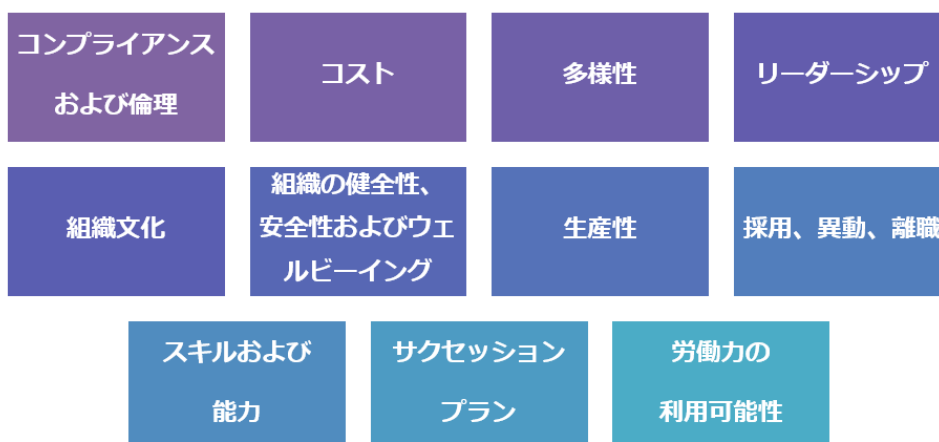 コンプライアンス
および倫理
コスト
多様性
リーダーシップ
組織文化
組織の健全性、
安全性およびウェ
ルビーイング
生産性
採用、異動、離職
スキルおよび
能力
サクセッション
プラン
労働力の
利用可能性